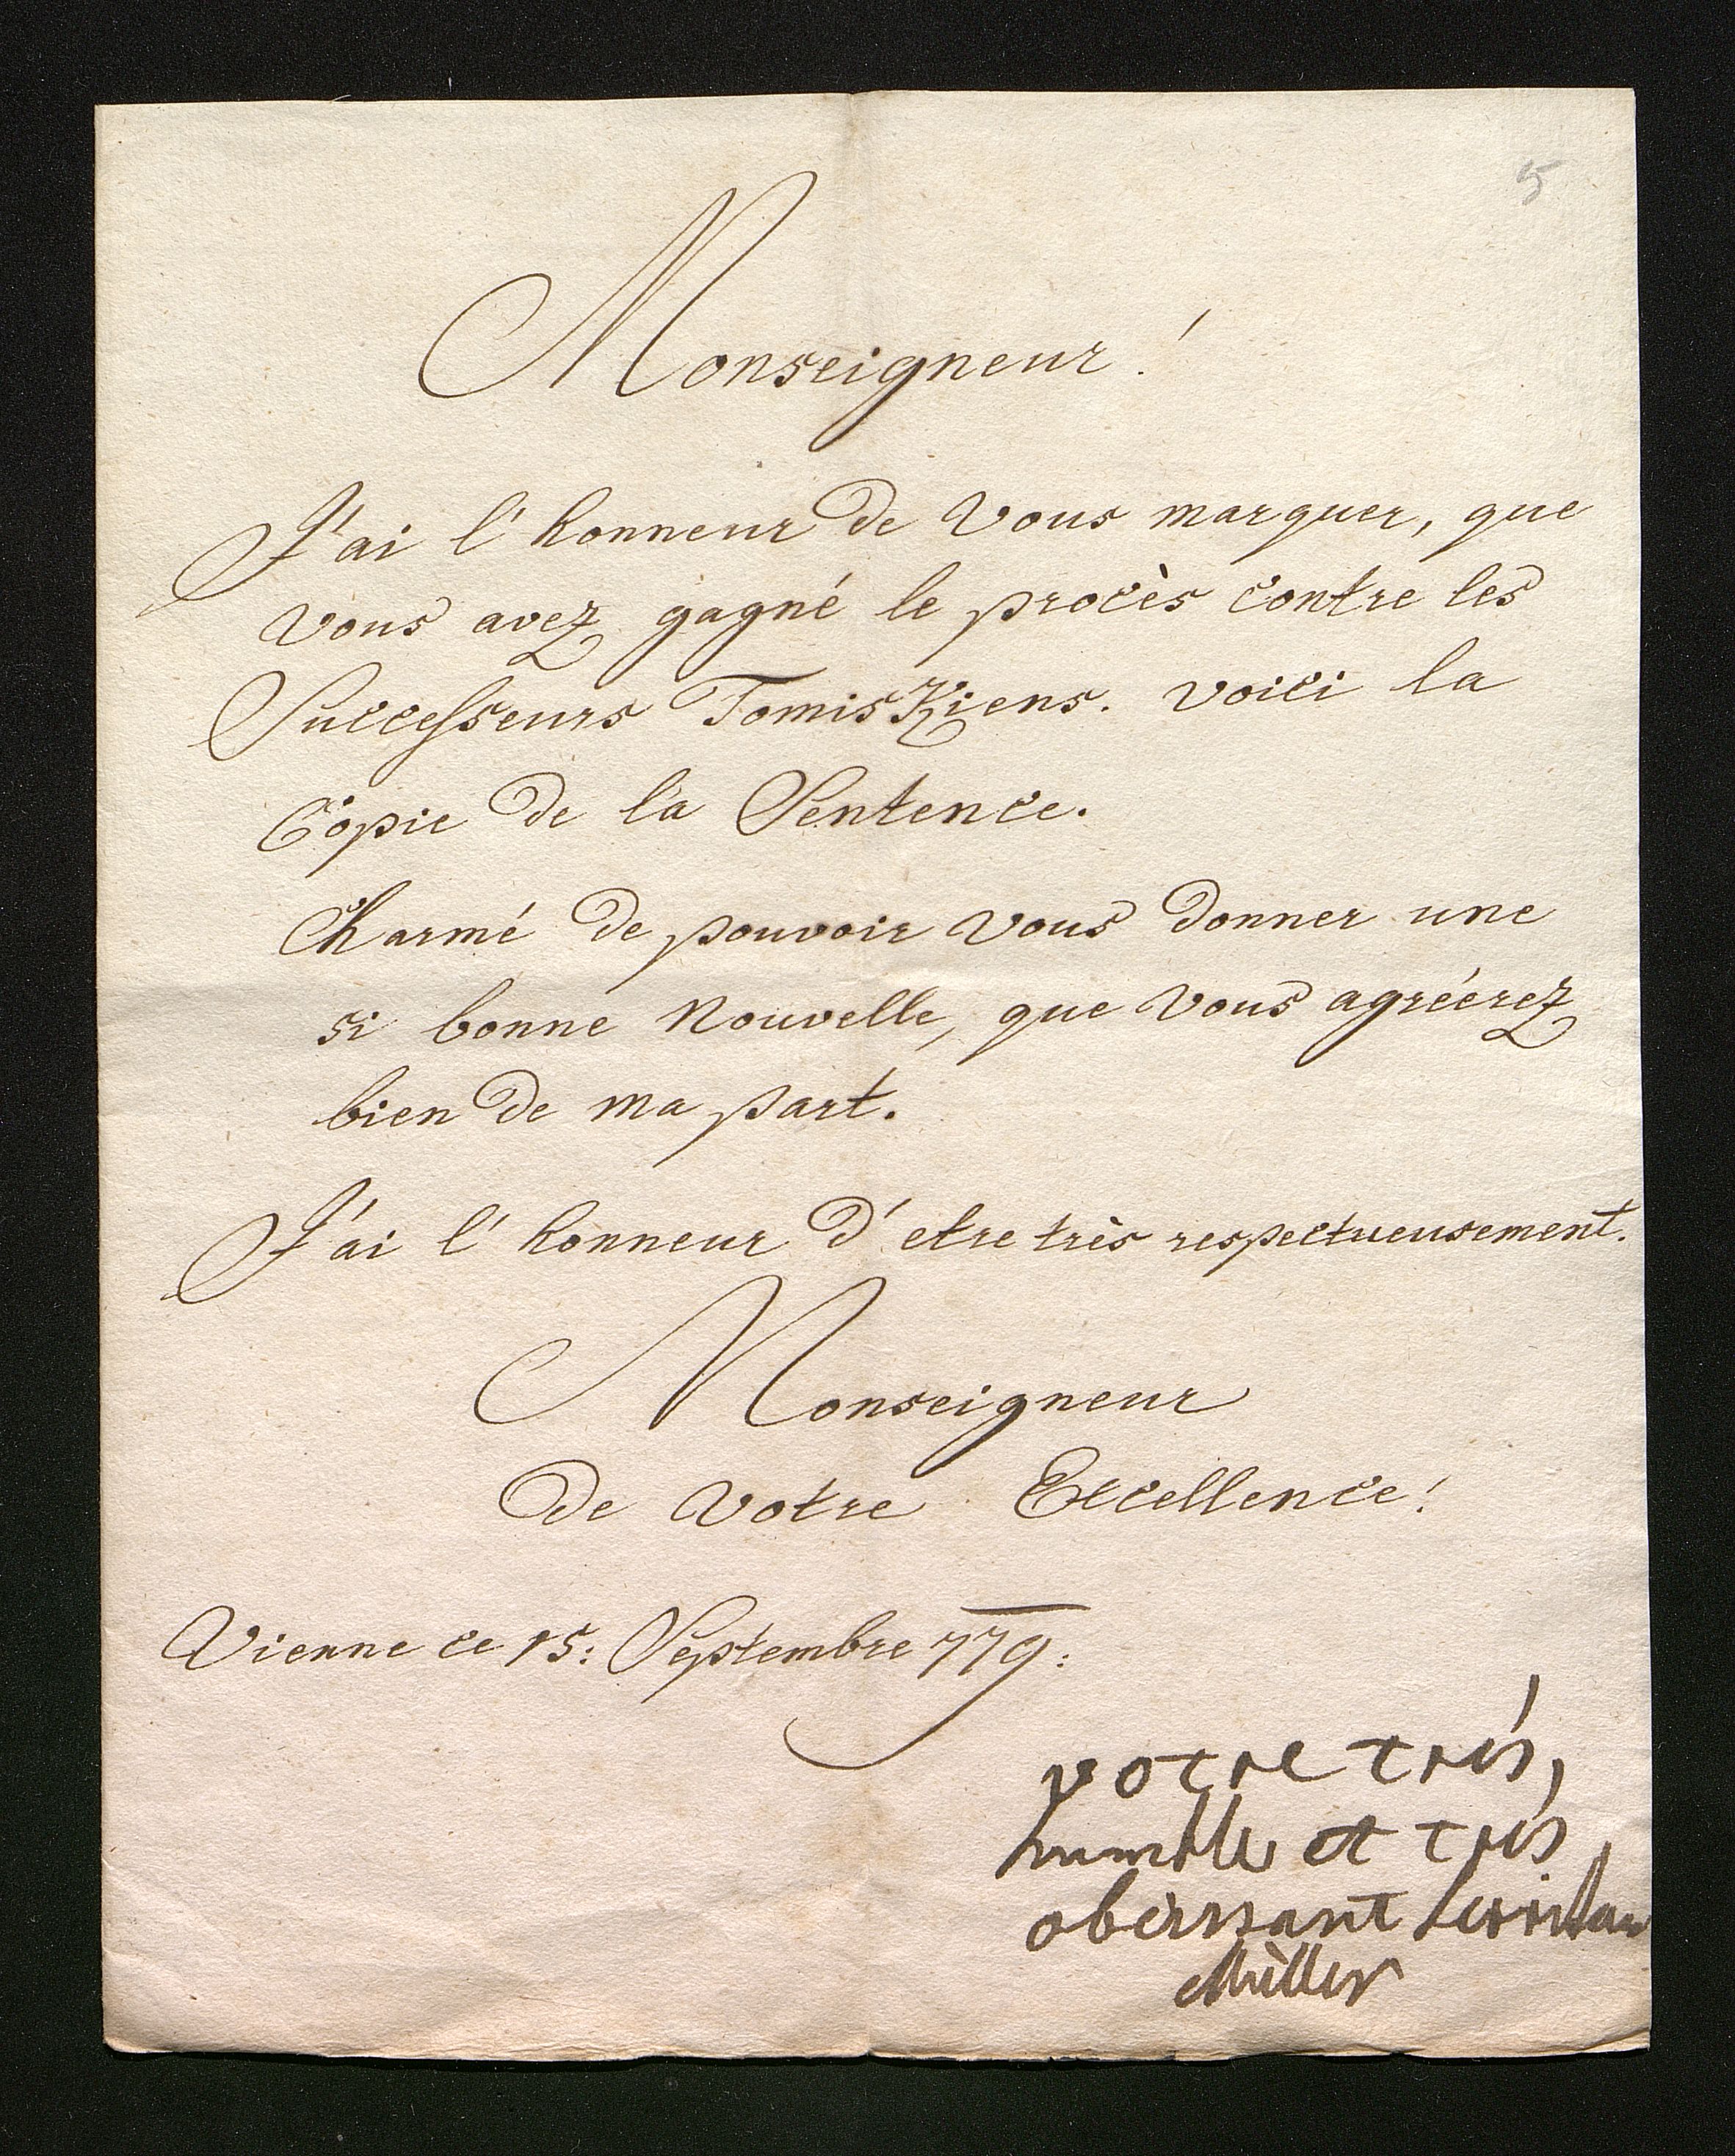 5
Monseigneur!
J'ai l'honneur de Vous marquer, que
Vous avez gagné le procès contre les
Successeurs Tomiskiens. Voici la
Copie de la Sentence.
Charmé de pouvoir Vous donner une
si bonne Nouvelle, que Vous agréerez
bien de ma part.
J'ai l'honneur d'etre très respectueusement.
Monseigneur
de Votre Excellence!
Vienne ce 15: Septembre 779:
votre trés,
humble et trés
obeissant
Müller